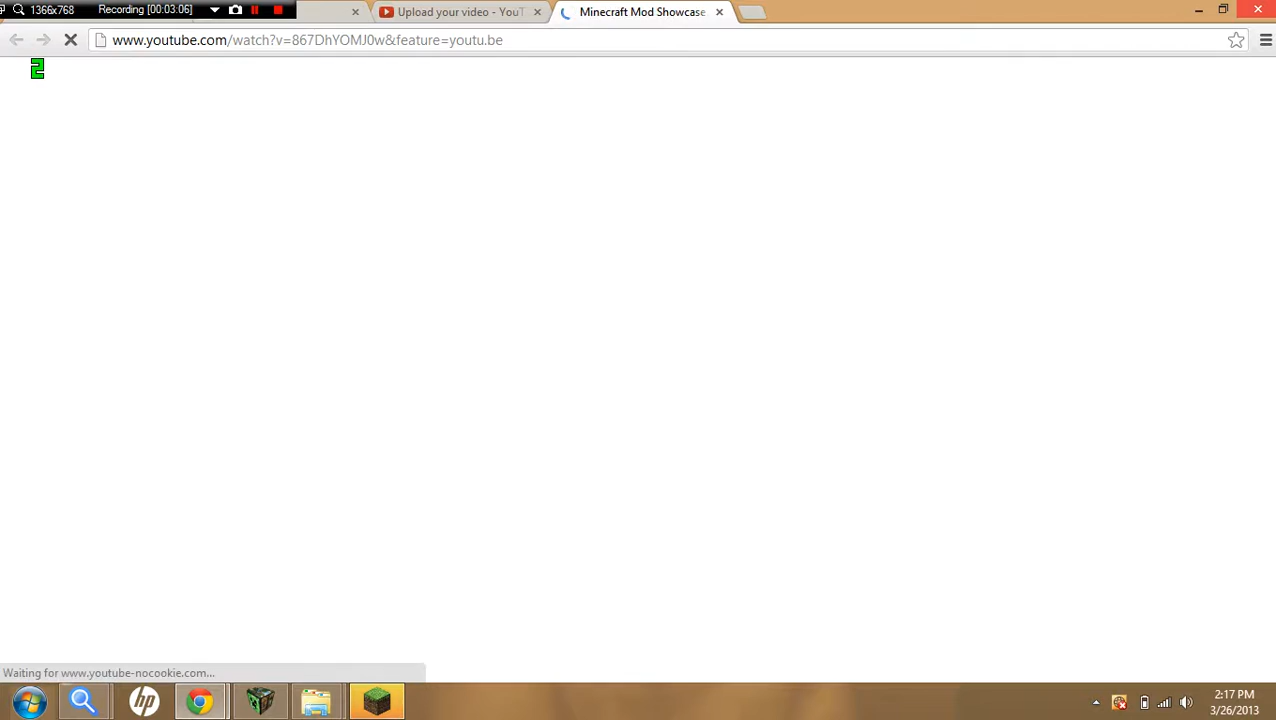 1366x768 Recording [00:03:06]
Upload your video - YouT
Minecraft Mod Showcase
www.youtube.com/watch?v=867DhYOMJ0w&feature=youtu.be
2
Waiting for www.youtube-nocookie.com...
hp
2:17 PM
3/26/2013